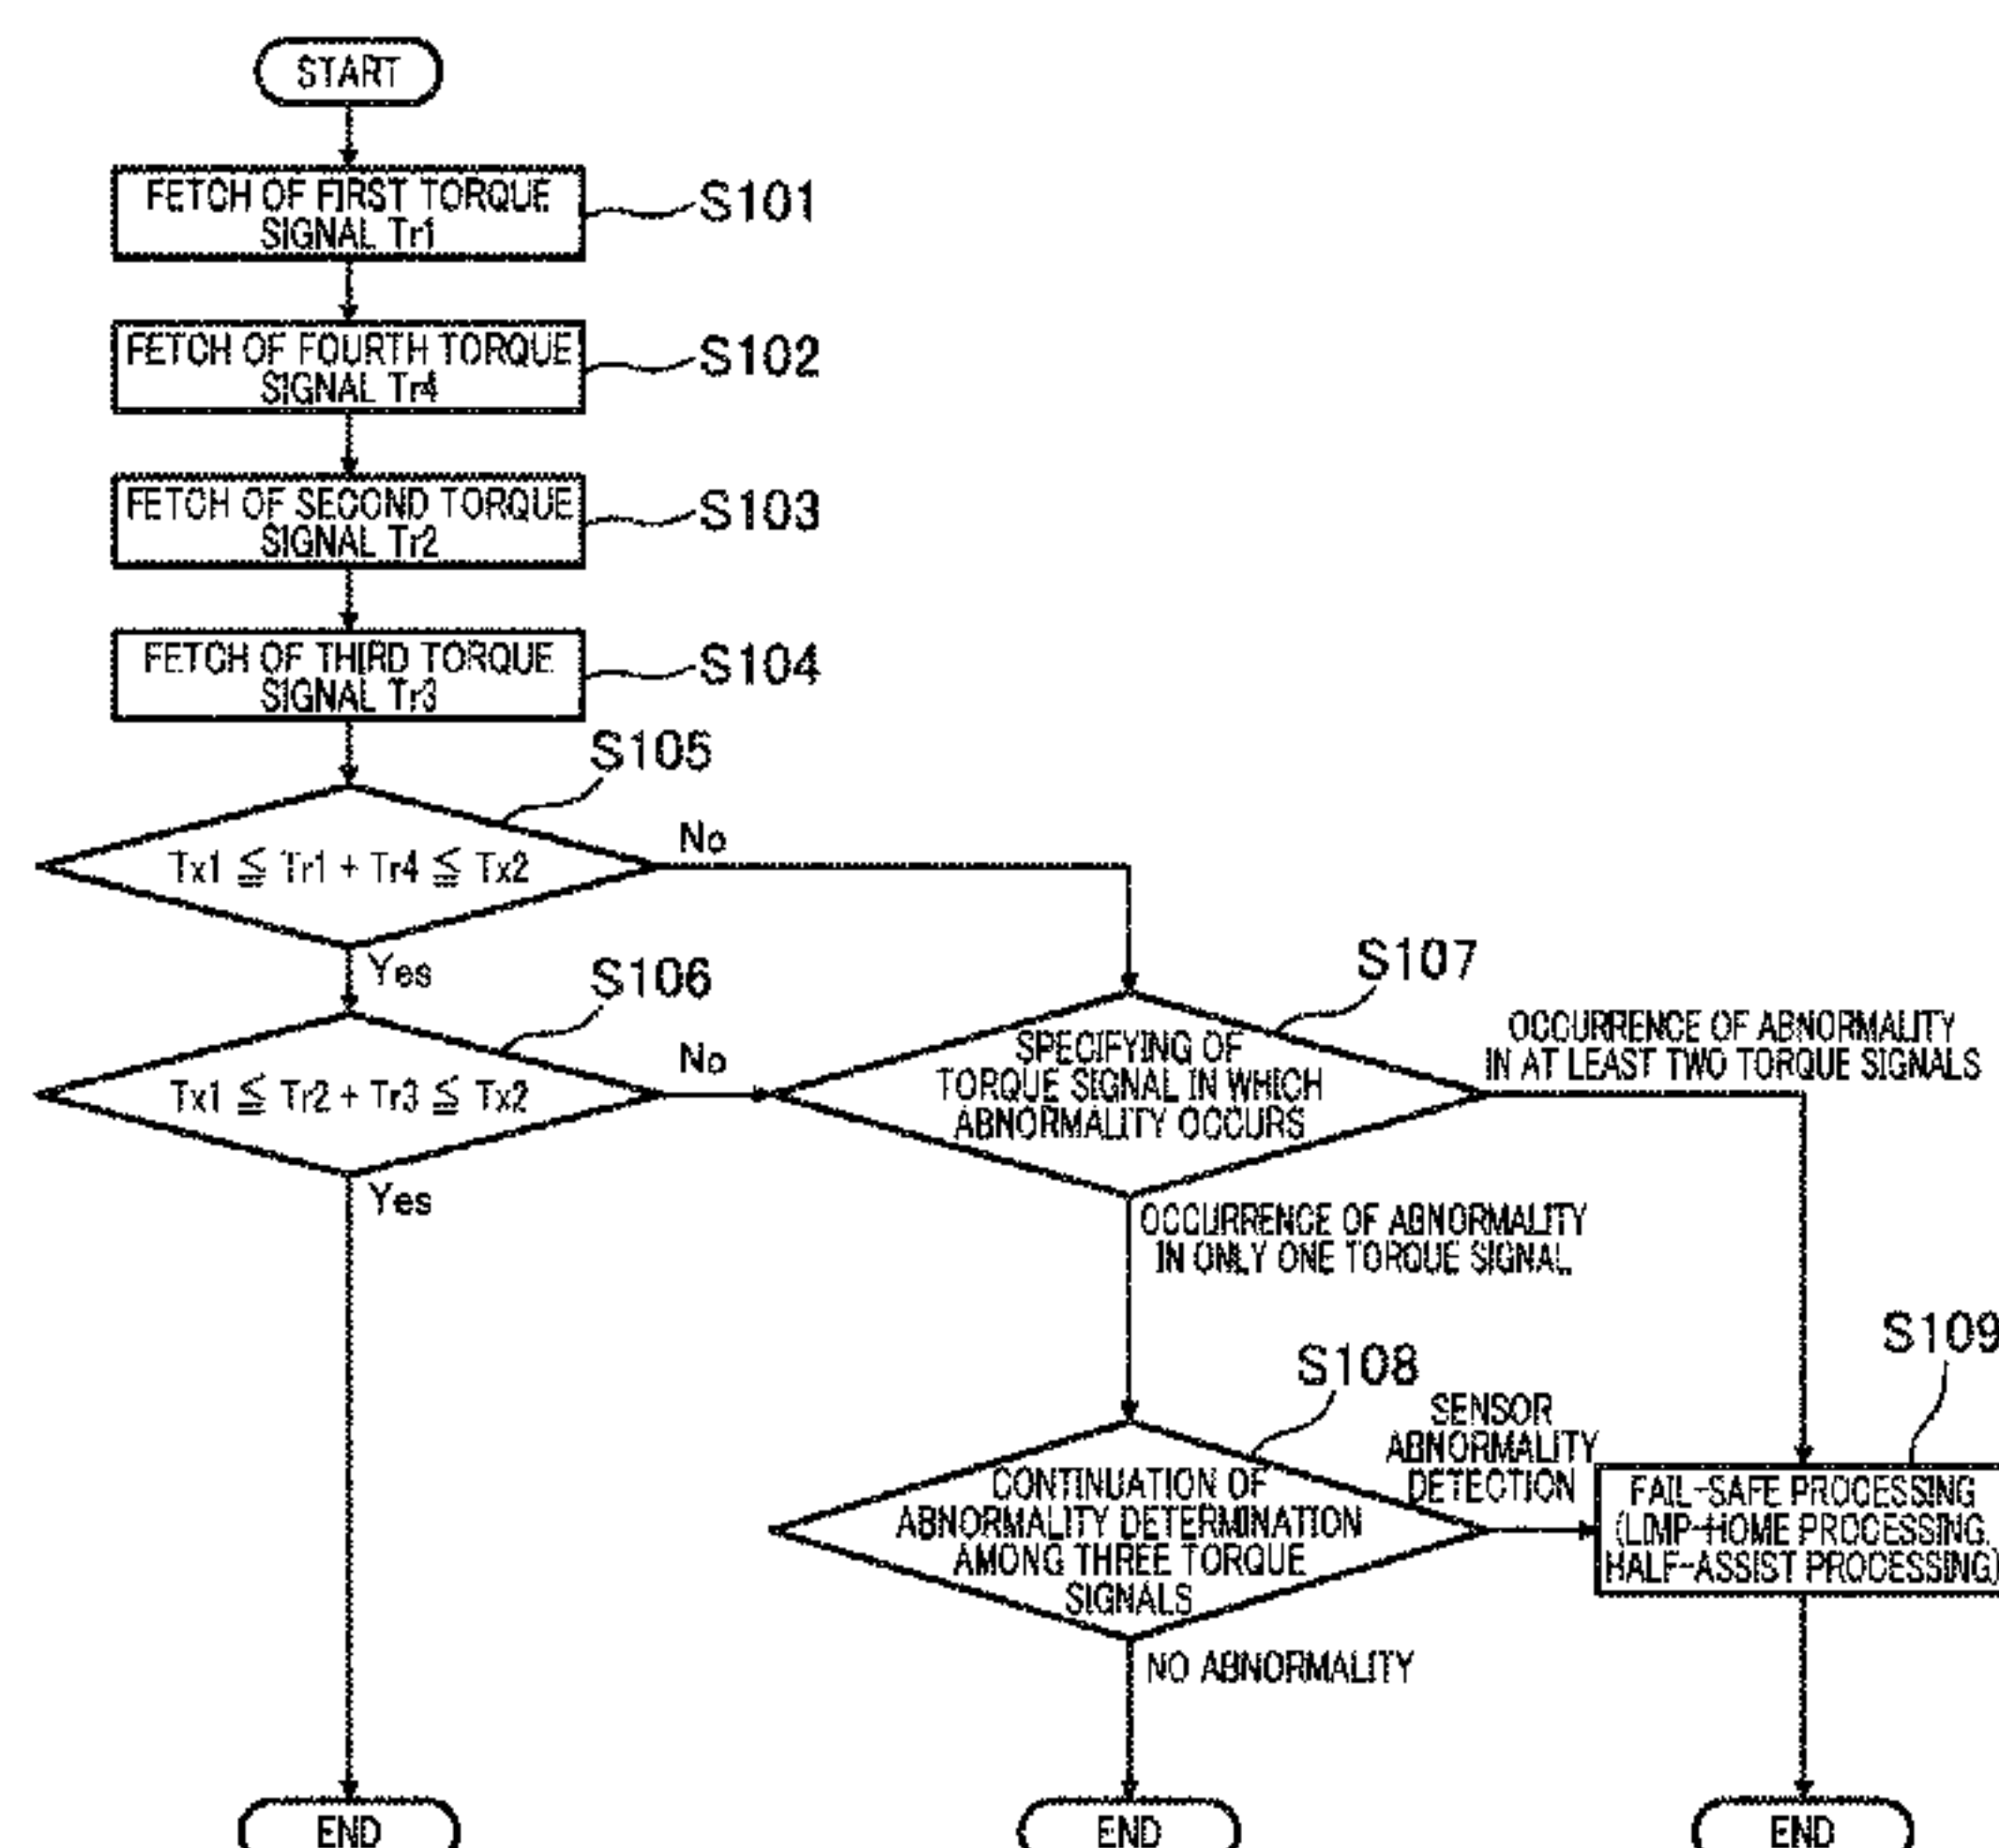 START
FETCH OF FIRST TORQUE
SIGNAL Tr1
S101
FETCH OF FOURTH TORQUE
SIGNAL Tr4
S102
FETCH OF SECOND TORQUE
SIGNAL Tr2
S103
FETCH OF THIRD TORQUE
SIGNAL Tr3
S104
S105
Tx1 ≦ Tr1 + Tr4 ≦ Tx2
No
Yes
S106
Tx1 ≦ Tr2 + Tr3 ≦ Tx2
No
Yes
S107
SPECIFYING OF
TORQUE SIGNAL IN WHICH
ABNORMALITY OCCURS
OCCURRENCE OF ABNORMALITY
IN AT LEAST TWO TORQUE SIGNALS
OCCURRENCE OF ABNORMALITY
IN ONLY ONE TORQUE SIGNAL
S108
CONTINUATION OF
ABNORMALITY DETERMINATION
AMONG THREE TORQUE
SIGNALS
SENSOR
ABNORMALITY
DETECTION
S109
FAIL-SAFE PROCESSING
(LIMP-HOME PROCESSING,
HALF-ASSIST PROCESSING)
NO ABNORMALITY
END
END
END